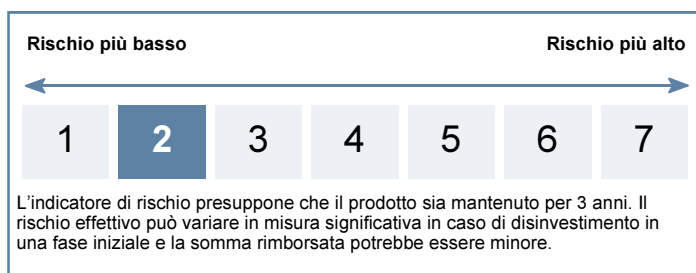 Rischio più basso Rischio più alto
1 2 3 4 5 6 7
L'indicatore di rischio presuppone che il prodotto sia mantenuto per 3 anni. Il
rischio effettivo può variare in misura significativa in caso di disinvestimento in
una fase iniziale e la somma rimborsata potrebbe essere minore.